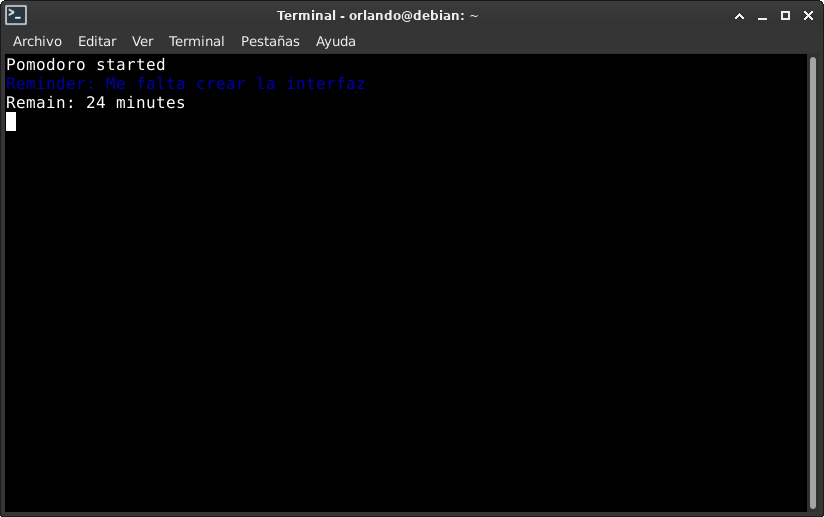 Terminal - orlando@debian: ~
Archivo Editar Ver Terminal Pestañas Ayuda
Pomodoro started
Reminder: Me falta crear la interfaz
Remain: 24 minutes